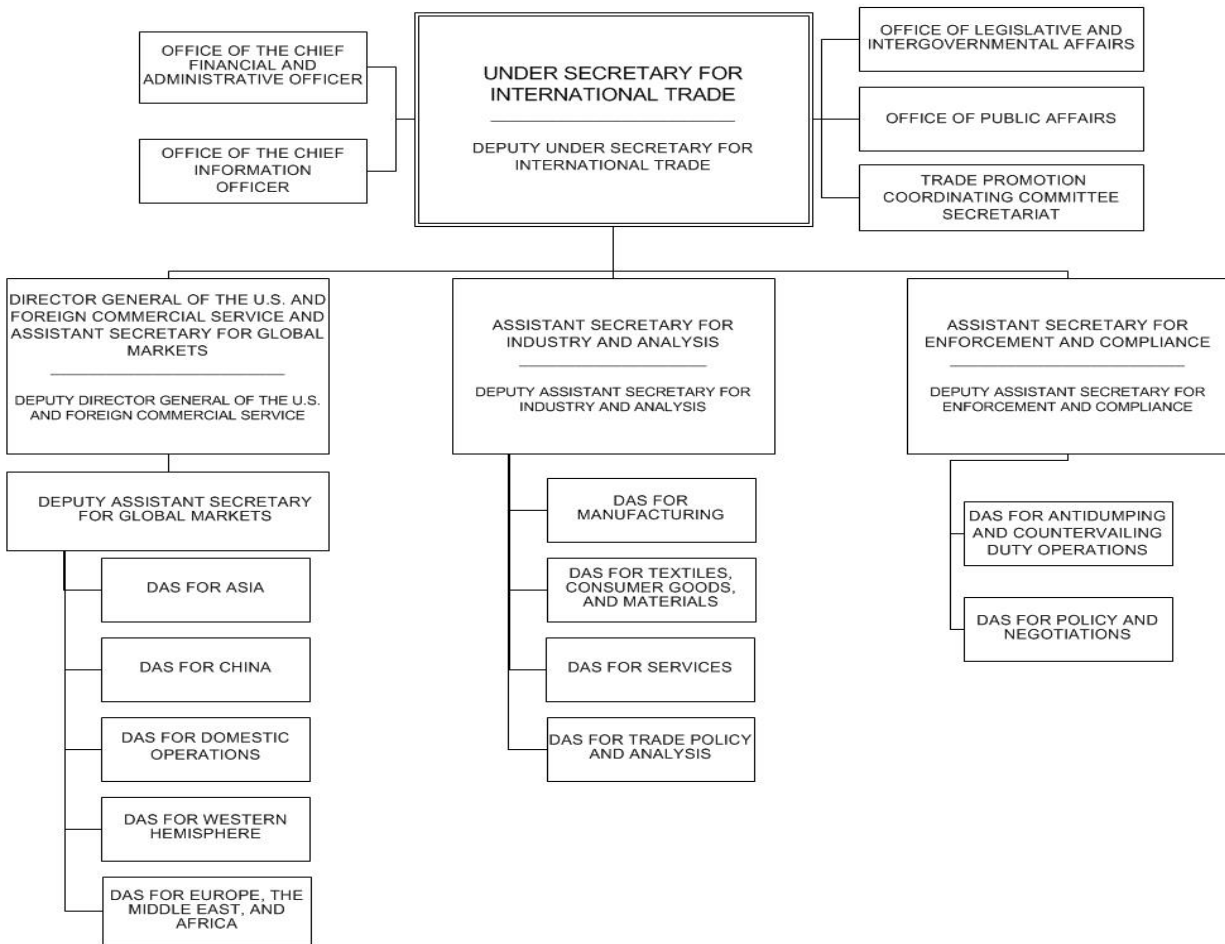 OFFICE OF THE CHIEF
FINANCIAL AND
ADMINISTRATIVE OFFICER
OFFICE OF THE CHIEF
INFORMATION
OFFICER
UNDER SECRETARY FOR
INTERNATIONAL TRADE
DEPUTY UNDER SECRETARY FOR
INTERNATIONAL TRADE
OFFICE OF LEGISLATIVE AND
INTERGOVERNMENTAL AFFAIRS
OFFICE OF PUBLIC AFFAIRS
TRADE PROMOTION
COORDINATING COMMITTEE
SECRETARIAT
DIRECTOR GENERAL OF THE U.S. AND
FOREIGN COMMERCIAL SERVICE AND
ASSISTANT SECRETARY FOR GLOBAL
MARKETS
DEPUTY DIRECTOR GENERAL OF THE U.S.
AND FOREIGN COMMERCIAL SERVICE
DEPUTY ASSISTANT SECRETARY
FOR GLOBAL MARKETS
DAS FOR ASIA
DAS FOR CHINA
DAS FOR DOMESTIC
OPERATIONS
DAS FOR WESTERN
HEMISPHERE
DAS FOR EUROPE, THE
MIDDLE EAST, AND
AFRICA
ASSISTANT SECRETARY FOR
INDUSTRY AND ANALYSIS
DEPUTY ASSISTANT SECRETARY FOR
INDUSTRY AND ANALYSIS
DAS FOR
MANUFACTURING
DAS FOR TEXTILES,
CONSUMER GOODS,
AND MATERIALS
DAS FOR SERVICES
DAS FOR TRADE POLICY
AND ANALYSIS
ASSISTANT SECRETARY FOR
ENFORCEMENT AND COMPLIANCE
DEPUTY ASSISTANT SECRETARY FOR
ENFORCEMENT AND COMPLIANCE
DAS FOR ANTIDUMPING
AND COUNTERVAILING
DUTY OPERATIONS
DAS FOR POLICY AND
NEGOTIATIONS